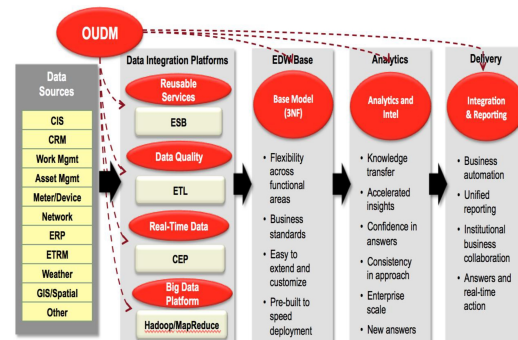 OUDM
Data
Sources
CIS
CRM
Work Mgmt
Asset Mgmt
Meter/Device
Network
ERP
ETRM
Weather
GIS/Spatial
Other
Data Integration Platforms
Reusable
Services
ESB
Data Quality
ETL
Real-Time Data
CEP
Big Data
Platform
Hadoop/MapReduce
EDW/Base
Base Model
(3NF)
• Flexibility
across
functional
areas
• Business
standards
• Easy to
extend and
customize
• Pre-built to
speed
deployment
Analytics
Analytics and
Intel
• Knowledge
transfer
• Accelerated
insights
• Confidence in
answers
• Consistency
in approach
• Enterprise
scale
• New answers
Delivery
Integration
& Reporting
• Business
automation
• Unified
reporting
• Institutional
business
collaboration
• Answers and
real-time
action